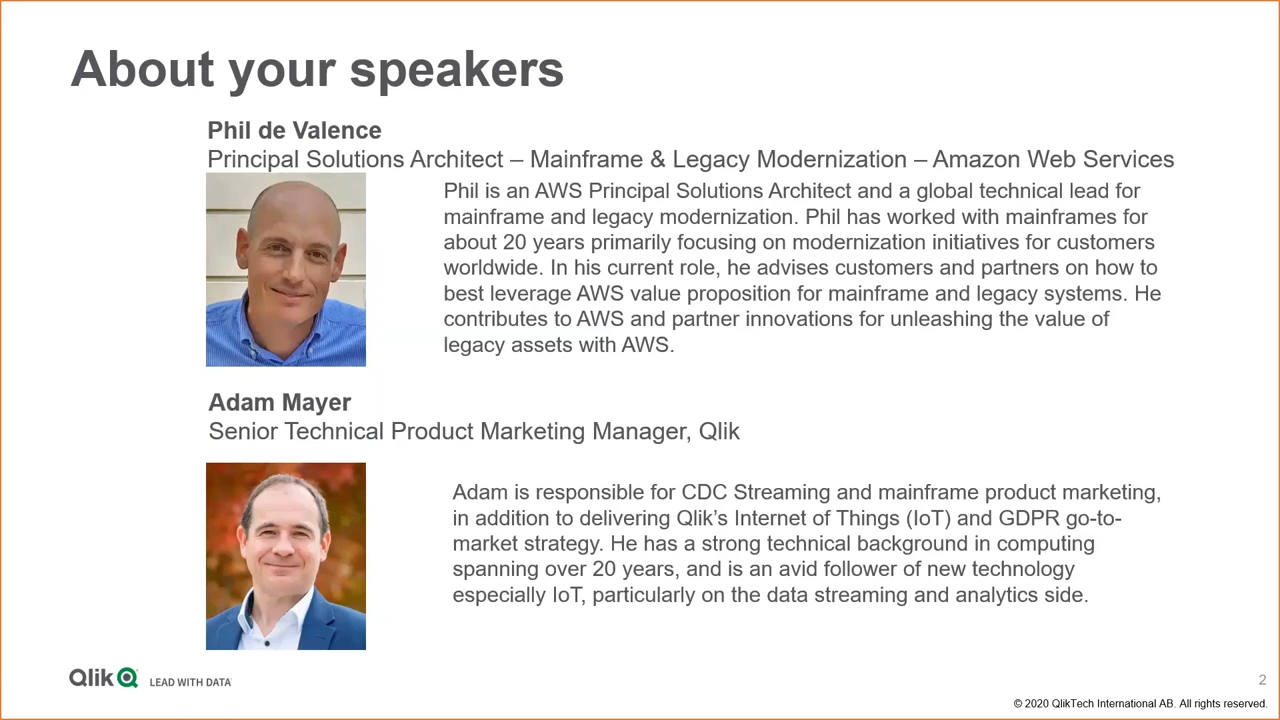 About your speakers
Phil de Valence
Principal Solutions Architect – Mainframe & Legacy Modernization – Amazon Web Services
Phil is an AWS Principal Solutions Architect and a global technical lead for
mainframe and legacy modernization. Phil has worked with mainframes for
about 20 years primarily focusing on modernization initiatives for customers
worldwide. In his current role, he advises customers and partners on how to
best leverage AWS value proposition for mainframe and legacy systems. He
contributes to AWS and partner innovations for unleashing the value of
legacy assets with AWS.
Adam Mayer
Senior Technical Product Marketing Manager, Qlik
Adam is responsible for CDC Streaming and mainframe product marketing,
in addition to delivering Qlik’s Internet of Things (IoT) and GDPR go-to-
market strategy. He has a strong technical background in computing
spanning over 20 years, and is an avid follower of new technology
especially IoT, particularly on the data streaming and analytics side.
Qlik LEAD WITH DATA
2
© 2020 QlikTech International AB. All rights reserved.